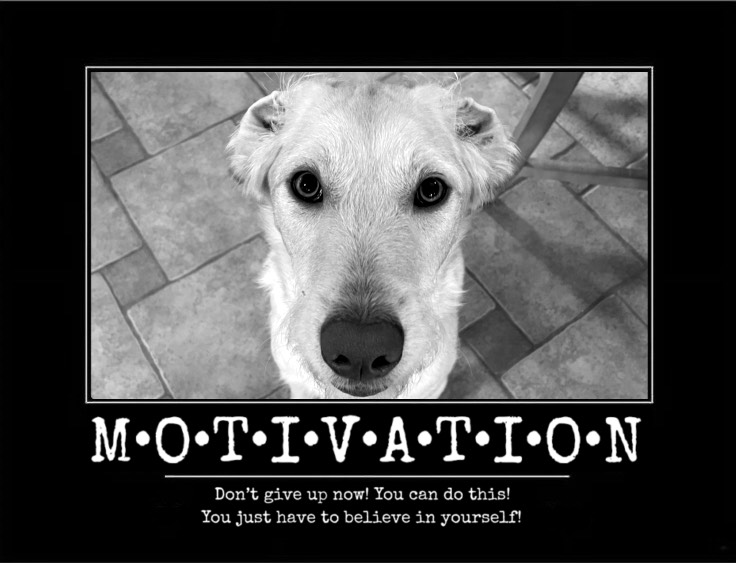 M•O•T•I•V•A•T•I•O•N
Don't give up now! You can do this!
You just have to believe in yourself!